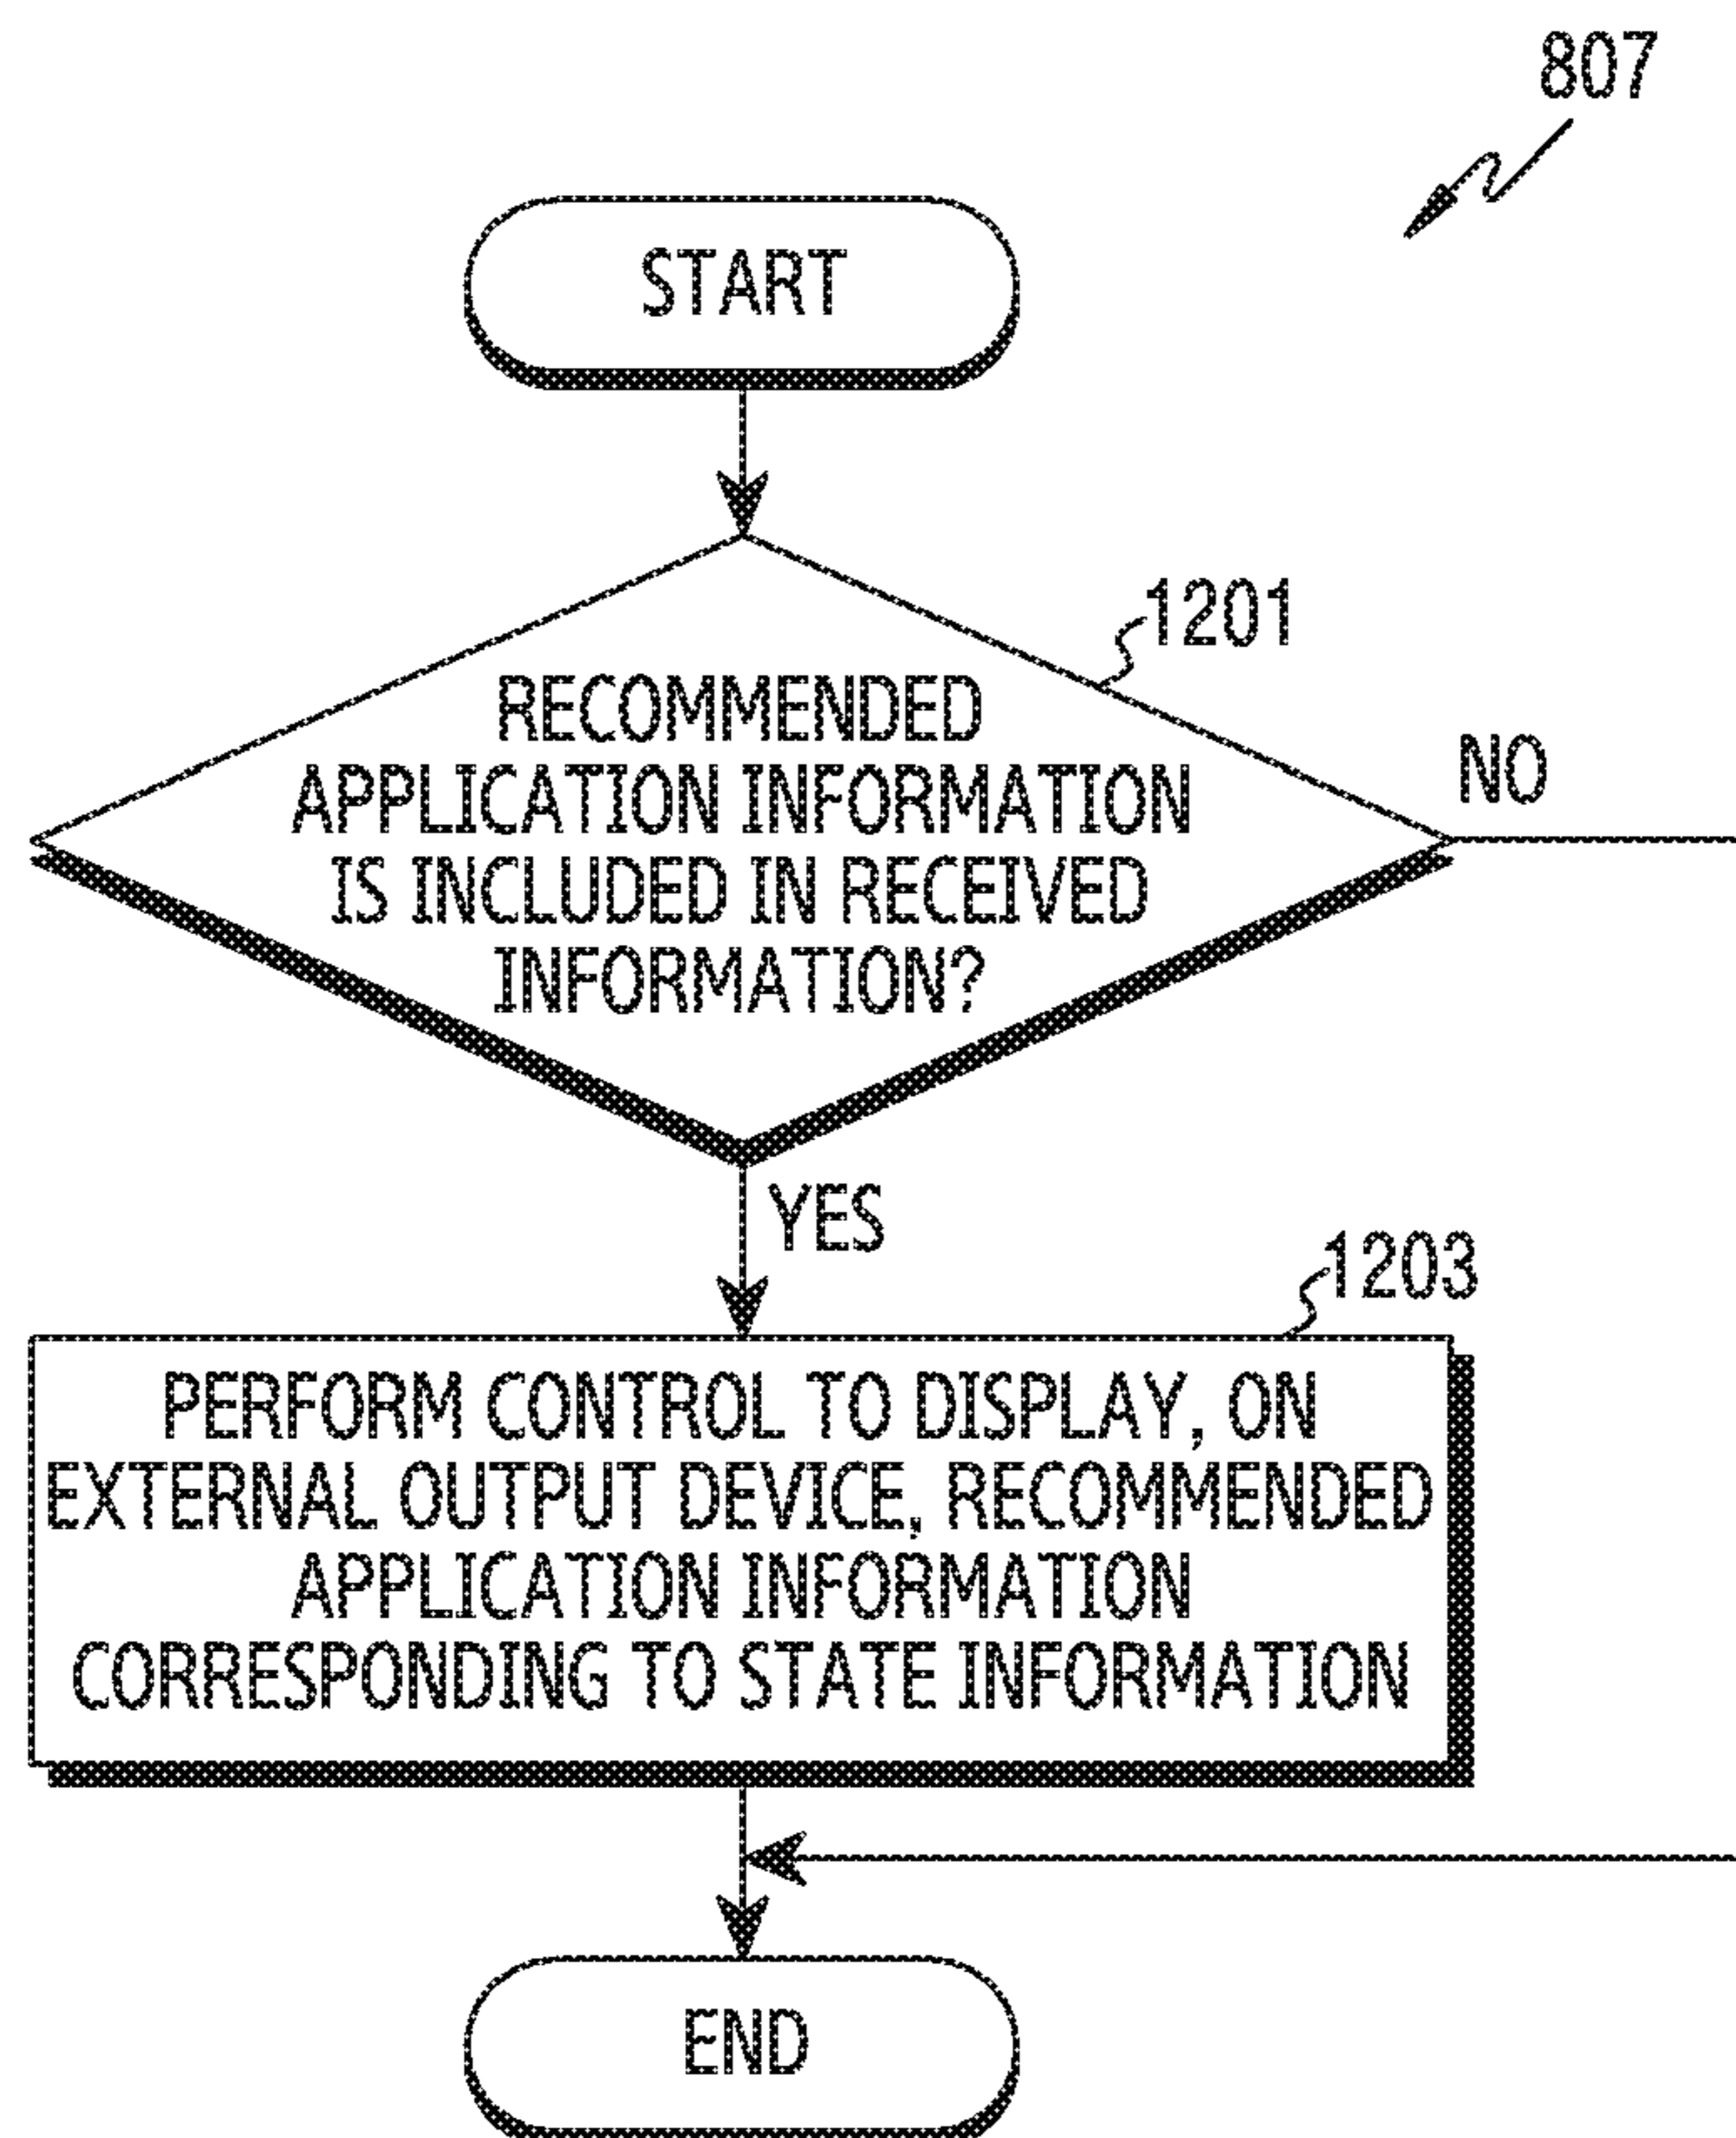 807
START
1201
RECOMMENDED
APPLICATION INFORMATION
IS INCLUDED IN RECEIVED
INFORMATION?
NO
YES
1203
PERFORM CONTROL TO DISPLAY, ON
EXTERNAL OUTPUT DEVICE, RECOMMENDED
APPLICATION INFORMATION
CORRESPONDING TO STATE INFORMATION
END